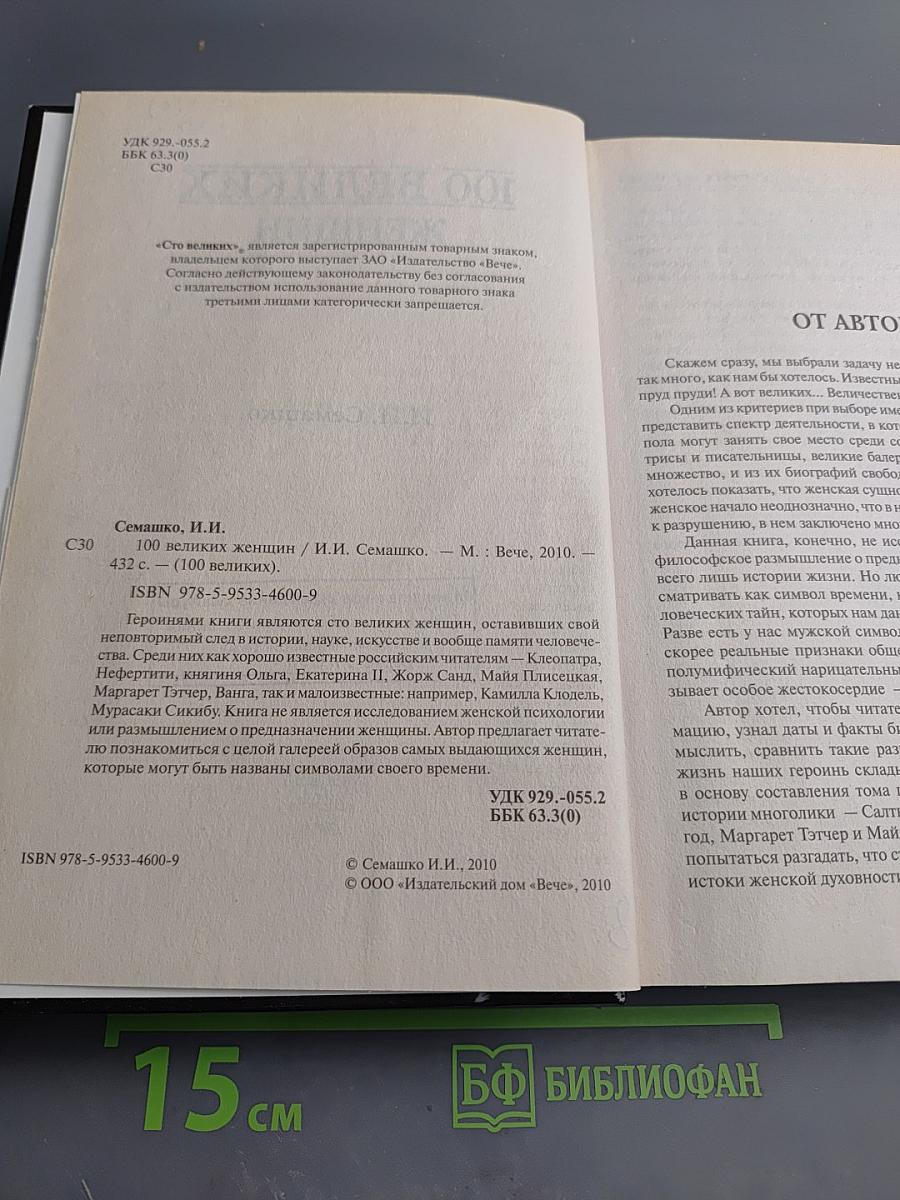 УДК 929.-055.2
ББК 63.3(0)
С30
«Сто великих»® является зарегистрированным товарным знаком,
владельцем которого выступает ЗАО «Издательство «Вече».
Согласно действующему законодательству без согласования
с издательством использование данного товарного знака
третьими лицами категорически запрещается.
Семашко, И.И.
С30 100 великих женщин / И.И. Семашко. — М. : Вече, 2010. —
432 с. — (100 великих).
ISBN 978-5-9533-4600-9
Героинями книги являются сто великих женщин, оставивших свой
неповторимый след в истории, науке, искусстве и вообще памяти человече-
ства. Среди них как хорошо известные российским читателям — Клеопатра,
Нефертити, княгиня Ольга, Екатерина II, Жорж Санд, Майя Плисецкая,
Маргарет Тэтчер, Ванга, так и малоизвестные: например, Камилла Клодель,
Мурасаки Сикибу. Книга не является исследованием женской психологии
или размышлением о предназначении женщины. Автор предлагает читате-
лю познакомиться с целой галереей образов самых выдающихся женщин,
которые могут быть названы символами своего времени.
УДК 929.-055.2
ББК 63.3(0)
ISBN 978-5-9533-4600-9
© Семашко И.И., 2010
© ООО «Издательский дом «Вече», 2010
ОТ АВТО
Скажем сразу, мы выбрали задачу не
так много, как нам бы хотелось. Известны
пруд пруди! А вот великих... Величествен
Одним из критериев при выборе име
представить спектр деятельности, в кот
пола могут занять свое место среди со
трисы и писательницы, великие балер
множество, и из их биографий свобод
хотелось показать, что женская сущно
женское начало неоднозначно, что в н
к разрушению, в нем заключено мно
Данная книга, конечно, не исс
философское размышление о предн
всего лишь истории жизни. Но лю
сматривать как символ времени, к
ловеческих тайн, которых нам дан
Разве есть у нас мужской симво
скорее реальные признаки обще
полумифический нарицательны
зывает особое жестокосердие —
Автор хотел, чтобы читате
мацию, узнал даты и факты би
мыслить, сравнить такие раз
жизнь наших героинь складь
в основу составления тома п
истории многолики — Салт
год, Маргарет Тэтчер и Май
попытаться разгадать, что с
истоки женской духовности
15 см
БФ БИБЛИОФАН